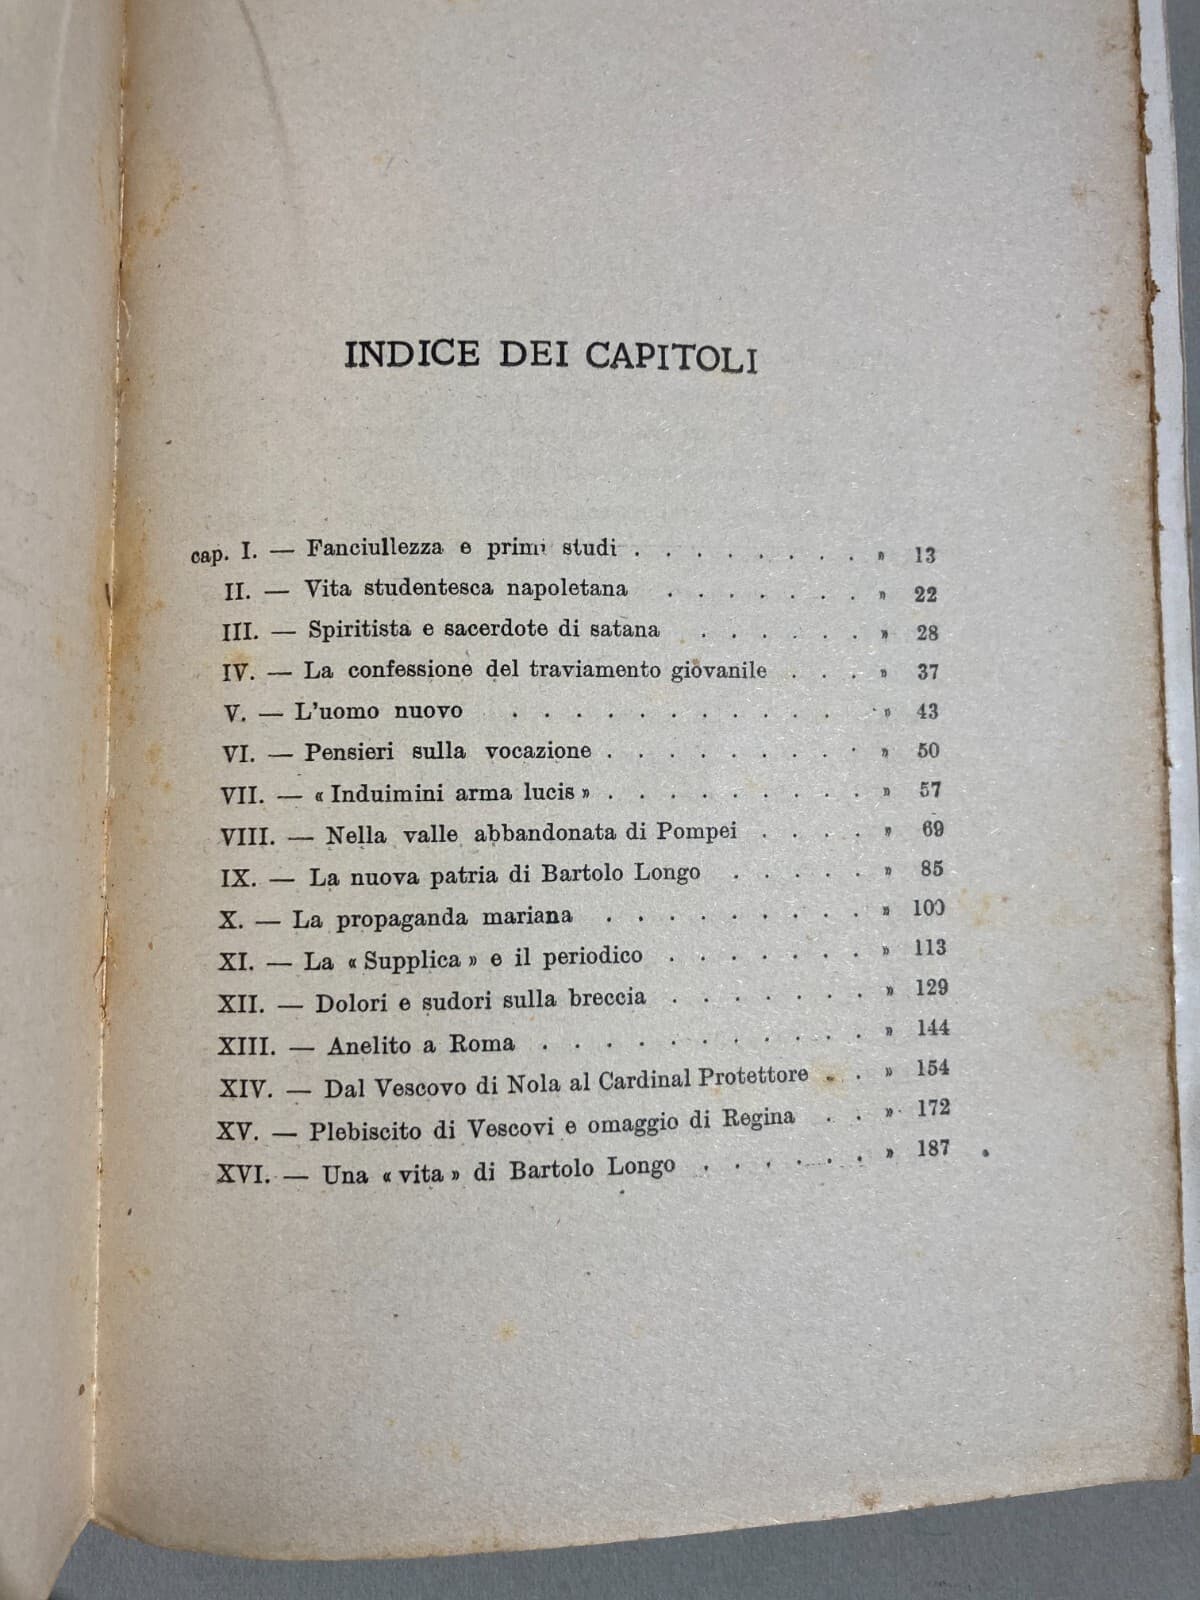 INDICE DEI CAPITOLI
cap. I. — Fanciullezza e primi studi . . . . . . . . » 13
II. — Vita studentesca napoletana . . . . . . . » 22
III. — Spiritista e sacerdote di satana . . . . . . » 28
IV. — La confessione del traviamento giovanile . . . » 37
V. — L'uomo nuovo . . . . . . . . . . . . » 43
VI. — Pensieri sulla vocazione . . . . . . . . . » 50
VII. — « Induimini arma lucis » . . . . . . . . . » 57
VIII. — Nella valle abbandonata di Pompei . . . . » 69
IX. — La nuova patria di Bartolo Longo . . . . . » 85
X. — La propaganda mariana . . . . . . . . . » 100
XI. — La « Supplica » e il periodico . . . . . . . » 113
XII. — Dolori e sudori sulla breccia . . . . . . . » 129
XIII. — Anelito a Roma . . . . . . . . . . . » 144
XIV. — Dal Vescovo di Nola al Cardinal Protettore . . » 154
XV. — Plebiscito di Vescovi e omaggio di Regina . . » 172
XVI. — Una « vita » di Bartolo Longo . . . . . . » 187